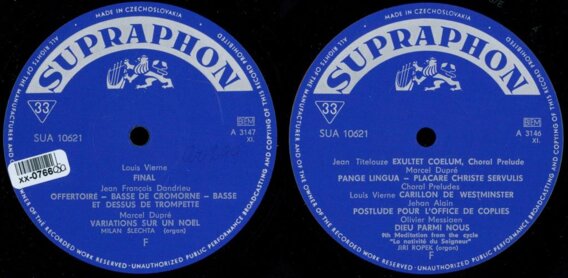 MADE IN CZECHOSLOVAKIA
ALL RIGHTS OF THE MANUFACTURER AND OF THE OWNER OF THE RECORDED WORK RESERVED · UNAUTHORIZED PUBLIC PERFORMANCE BROADCASTING AND COPYING OF THIS RECORD PROHIBITED
SUPRAPHON
33
SUA 10621
BIEM
A 3147
XI.
xx-0766
Louis Vierne
FINAL
Jean François Dandrieu
OFFERTOIRE — BASSE DE CROMORNE — BASSE
ET DESSUS DE TROMPETTE
Marcel Dupré
VARIATIONS SUR UN NOEL
MILAN ŠLECHTA (organ)
F
MADE IN CZECHOSLOVAKIA
ALL RIGHTS OF THE MANUFACTURER AND OF THE OWNER OF THE RECORDED WORK RESERVED · UNAUTHORIZED PUBLIC PERFORMANCE BROADCASTING AND COPYING OF THIS RECORD PROHIBITED
SUPRAPHON
33
SUA 10621
BIEM
A 3146
XI.
Jean Titelouze EXULTET COELUM, Choral Prelude
Marcel Dupré
PANGE LINGUA — PLACARE CHRISTE SERVULIS
Choral Preludes
Louis Vierne CARILLON DE WESTMINSTER
Jehan Alain
POSTLUDE POUR L'OFFICE DE COPLIES
Olivier Messiaen
DIEU PARMI NOUS
9th Meditation from the cycle
"La nativité du Seigneur"
JIŘÍ ROPEK (organ)
F